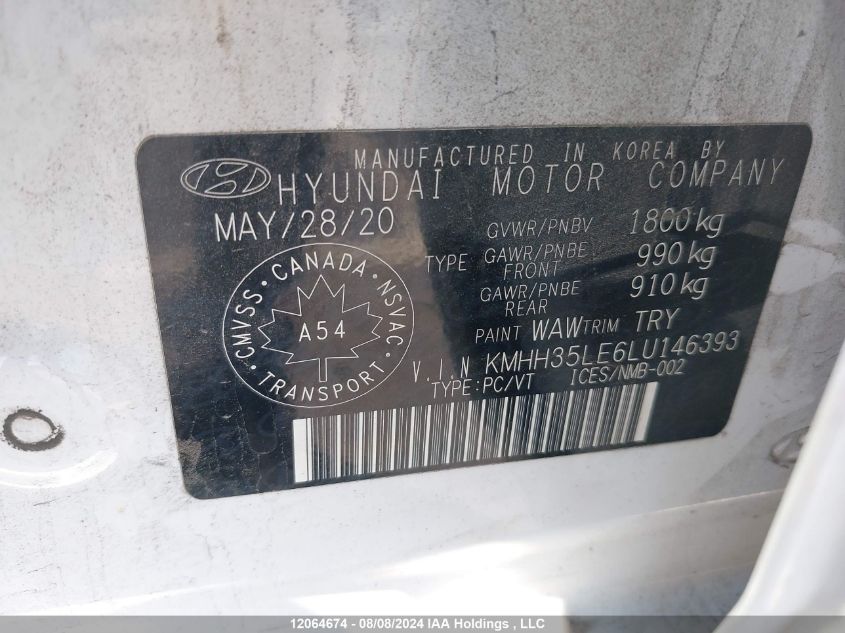 MANUFACTURED IN KOREA BY
HYUNDAI MOTOR COMPANY
MAY/28/20
GVWR/PNBV 1800 kg
TYPE GAWR/PNBE FRONT 990 kg
GAWR/PNBE REAR 910 kg
PAINT WAW TRIM TRY
V.I.N KMHH35LE6LU146393
TYPE:PC/VT ICES/NMB-002
CMVSS · CANADA · NSVAC · TRANSPORT ·
A54
12064674 - 08/08/2024 IAA Holdings , LLC